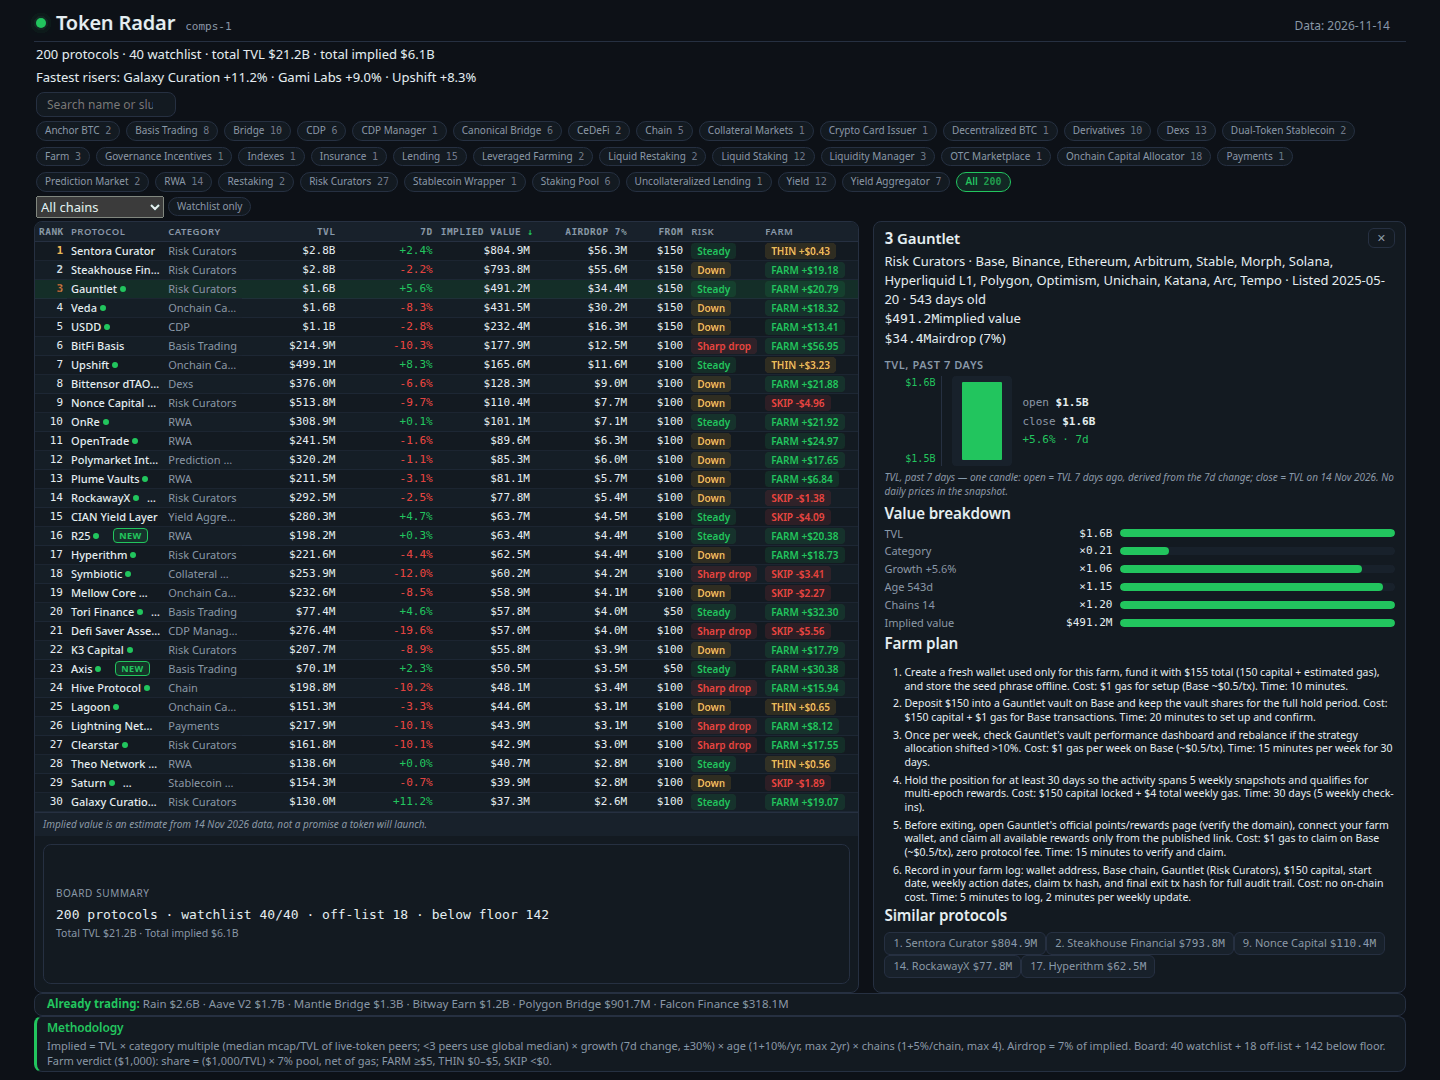 Token Radar comps-1
Data: 2026-11-14
200 protocols · 40 watchlist · total TVL $21.2B · total implied $6.1B
Fastest risers: Galaxy Curation +11.2% · Gami Labs +9.0% · Upshift +8.3%
Search name or slu
Anchor BTC 2 Basis Trading 8 Bridge 10 CDP 6 CDP Manager 1 Canonical Bridge 6 CeDeFi 2 Chain 5 Collateral Markets 1 Crypto Card Issuer 1 Decentralized BTC 1 Derivatives 10 Dexs 13 Dual-Token Stablecoin 2
Farm 3 Governance Incentives 1 Indexes 1 Insurance 1 Lending 15 Leveraged Farming 2 Liquid Restaking 2 Liquid Staking 12 Liquidity Manager 3 OTC Marketplace 1 Onchain Capital Allocator 18 Payments 1
Prediction Market 2 RWA 14 Restaking 2 Risk Curators 27 Stablecoin Wrapper 1 Staking Pool 6 Uncollateralized Lending 1 Yield 12 Yield Aggregator 7 All 200
All chains Watchlist only
RANK PROTOCOL CATEGORY TVL 7D IMPLIED VALUE ↓ AIRDROP 7% FROM RISK FARM
1 Sentora Curator Risk Curators $2.8B +2.4% $804.9M $56.3M $150 Steady THIN +$0.43
2 Steakhouse Fin... Risk Curators $2.8B -2.2% $793.8M $55.6M $150 Down FARM +$19.18
3 Gauntlet Risk Curators $1.6B +5.6% $491.2M $34.4M $150 Steady FARM +$20.79
4 Veda Onchain Ca... $1.6B -8.3% $431.5M $30.2M $150 Down FARM +$18.32
5 USDD CDP $1.1B -2.8% $232.4M $16.3M $150 Down FARM +$13.41
6 BitFi Basis Basis Trading $214.9M -10.3% $177.9M $12.5M $100 Sharp drop FARM +$56.95
7 Upshift Onchain Ca... $499.1M +8.3% $165.6M $11.6M $100 Steady THIN +$3.23
8 Bittensor dTAO... Dexs $376.0M -6.6% $128.3M $9.0M $100 Down FARM +$21.88
9 Nonce Capital ... Risk Curators $513.8M -9.7% $110.4M $7.7M $100 Down SKIP -$4.96
10 OnRe RWA $308.9M +0.1% $101.1M $7.1M $100 Steady FARM +$21.92
11 OpenTrade RWA $241.5M -1.6% $89.6M $6.3M $100 Down FARM +$24.97
12 Polymarket Int... Prediction ... $320.2M -1.1% $85.3M $6.0M $100 Down FARM +$17.65
13 Plume Vaults RWA $211.5M -3.1% $81.1M $5.7M $100 Down FARM +$6.84
14 RockawayX ... Risk Curators $292.5M -2.5% $77.8M $5.4M $100 Down SKIP -$1.38
15 CIAN Yield Layer Yield Aggre... $280.3M +4.7% $63.7M $4.5M $100 Steady SKIP -$4.09
16 R25 NEW RWA $198.2M +0.3% $63.4M $4.4M $100 Steady FARM +$20.38
17 Hyperithm Risk Curators $221.6M -4.4% $62.5M $4.4M $100 Down FARM +$18.73
18 Symbiotic Collateral ... $253.9M -12.0% $60.2M $4.2M $100 Sharp drop SKIP -$3.41
19 Mellow Core ... Onchain Ca... $232.6M -8.5% $58.9M $4.1M $100 Down SKIP -$2.27
20 Tori Finance ... Basis Trading $77.4M +4.6% $57.8M $4.0M $50 Steady FARM +$32.30
21 Defi Saver Asse... CDP Manag... $276.4M -19.6% $57.0M $4.0M $100 Sharp drop SKIP -$5.56
22 K3 Capital Risk Curators $207.7M -8.9% $55.8M $3.9M $100 Down FARM +$17.79
23 Axis NEW Basis Trading $70.1M +2.3% $50.5M $3.5M $50 Steady FARM +$30.38
24 Hive Protocol Chain $198.8M -10.2% $48.1M $3.4M $100 Sharp drop FARM +$15.94
25 Lagoon Onchain Ca... $151.3M -3.3% $44.6M $3.1M $100 Down THIN +$0.65
26 Lightning Net... Payments $217.9M -10.1% $43.9M $3.1M $100 Sharp drop FARM +$8.12
27 Clearstar Risk Curators $161.8M -10.1% $42.9M $3.0M $100 Sharp drop FARM +$17.55
28 Theo Network ... RWA $138.6M +0.0% $40.7M $2.8M $100 Steady THIN +$0.56
29 Saturn ... Stablecoin ... $154.3M -0.7% $39.9M $2.8M $100 Down SKIP -$1.89
30 Galaxy Curatio... Risk Curators $130.0M +11.2% $37.3M $2.6M $100 Steady FARM +$19.07
Implied value is an estimate from 14 Nov 2026 data, not a promise a token will launch.
BOARD SUMMARY
200 protocols · watchlist 40/40 · off-list 18 · below floor 142
Total TVL $21.2B · Total implied $6.1B
3 Gauntlet ×
Risk Curators · Base, Binance, Ethereum, Arbitrum, Stable, Morph, Solana,
Hyperliquid L1, Polygon, Optimism, Unichain, Katana, Arc, Tempo · Listed 2025-05-
20 · 543 days old
$491.2Mimplied value
$34.4Mairdrop (7%)
TVL, PAST 7 DAYS
$1.6B
$1.5B
open $1.5B
close $1.6B
+5.6% · 7d
TVL, past 7 days — one candle: open = TVL 7 days ago, derived from the 7d change; close = TVL on 14 Nov 2026. No
daily prices in the snapshot.
Value breakdown
TVL $1.6B
Category ×0.21
Growth +5.6% ×1.06
Age 543d ×1.15
Chains 14 ×1.20
Implied value $491.2M
Farm plan
1. Create a fresh wallet used only for this farm, fund it with $155 total (150 capital + estimated gas),
and store the seed phrase offline. Cost: $1 gas for setup (Base ~$0.5/tx). Time: 10 minutes.
2. Deposit $150 into a Gauntlet vault on Base and keep the vault shares for the full hold period. Cost:
$150 capital + $1 gas for Base transactions. Time: 20 minutes to set up and confirm.
3. Once per week, check Gauntlet's vault performance dashboard and rebalance if the strategy
allocation shifted >10%. Cost: $1 gas per week on Base (~$0.5/tx). Time: 15 minutes per week for 30
days.
4. Hold the position for at least 30 days so the activity spans 5 weekly snapshots and qualifies for
multi-epoch rewards. Cost: $150 capital locked + $4 total weekly gas. Time: 30 days (5 weekly check-
ins).
5. Before exiting, open Gauntlet's official points/rewards page (verify the domain), connect your farm
wallet, and claim all available rewards only from the published link. Cost: $1 gas to claim on Base
(~$0.5/tx), zero protocol fee. Time: 15 minutes to verify and claim.
6. Record in your farm log: wallet address, Base chain, Gauntlet (Risk Curators), $150 capital, start
date, weekly action dates, claim tx hash, and final exit tx hash for full audit trail. Cost: no on-chain
cost. Time: 5 minutes to log, 2 minutes per weekly update.
Similar protocols
1. Sentora Curator $804.9M 2. Steakhouse Financial $793.8M 9. Nonce Capital $110.4M
14. RockawayX $77.8M 17. Hyperithm $62.5M
Already trading: Rain $2.6B · Aave V2 $1.7B · Mantle Bridge $1.3B · Bitway Earn $1.2B · Polygon Bridge $901.7M · Falcon Finance $318.1M
Methodology
Implied = TVL × category multiple (median mcap/TVL of live-token peers; <3 peers use global median) × growth (7d change, ±30%) × age (1+10%/yr, max 2yr) × chains (1+5%/chain, max 4). Airdrop = 7% of implied. Board: 40 watchlist + 18 off-list + 142 below floor.
Farm verdict ($1,000): share = ($1,000/TVL) × 7% pool, net of gas; FARM ≥$5, THIN $0–$5, SKIP <$0.